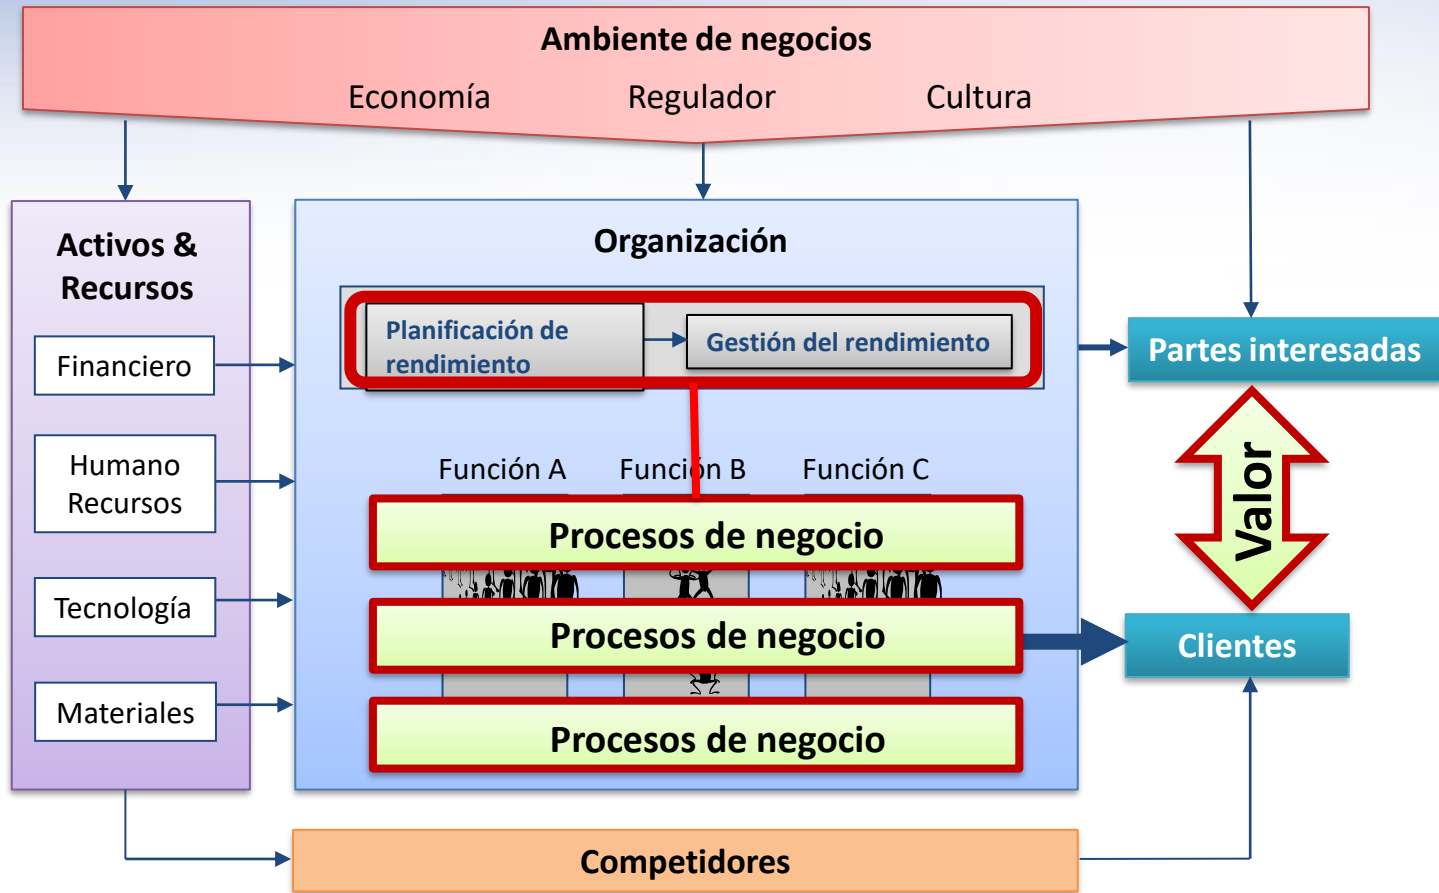 Ambiente de negocios
Economía
Regulador
Cultura
Activos &
Recursos
Financiero
Humano
Recursos
Tecnología
Materiales
Organización
Planificación de
rendimiento
Gestión del rendimiento
Función A
Función B
Función C
Procesos de negocio
Procesos de negocio
Procesos de negocio
Partes interesadas
Valor
Clientes
Competidores